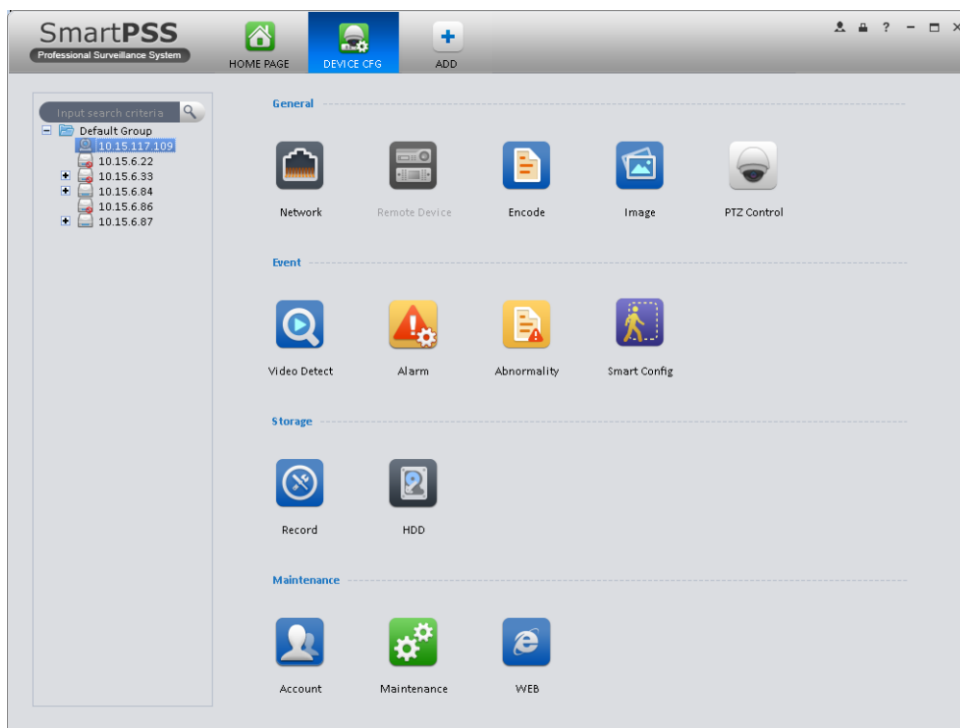 SmartPSS
Professional Surveillance System
HOME PAGE
DEVICE CFG
ADD
?
Input search criteria
Default Group
10.15.117.109
10.15.6.22
10.15.6.33
10.15.6.84
10.15.6.86
10.15.6.87
General
Network
Remote Device
Encode
Image
PTZ Control
Event
Video Detect
Alarm
Abnormality
Smart Config
Storage
Record
HDD
Maintenance
Account
Maintenance
WEB